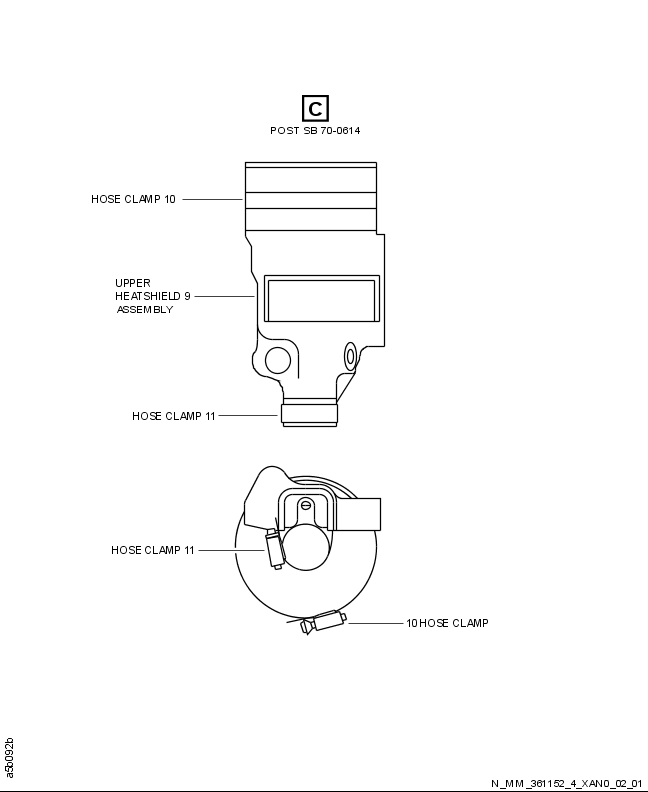 C
POST SB 70-0614
HOSE CLAMP 10
UPPER
HEATSHIELD 9
ASSEMBLY
HOSE CLAMP 11
HOSE CLAMP 11
10 HOSE CLAMP
a5b092b
N_MM_361152_4_XAN0_02_01